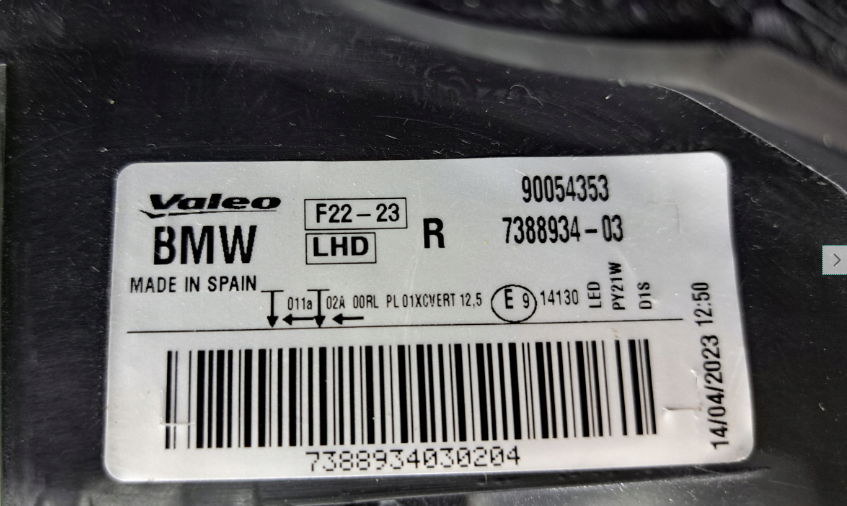 Valeo
BMW
MADE IN SPAIN
F22-23
LHD
R
90054353
7388934-03
011a 02A 00RL PL 01XCVERT 12,5
E 9 14130
LED
PY21W
D1S
14/04/2023 12:50
7388934030204